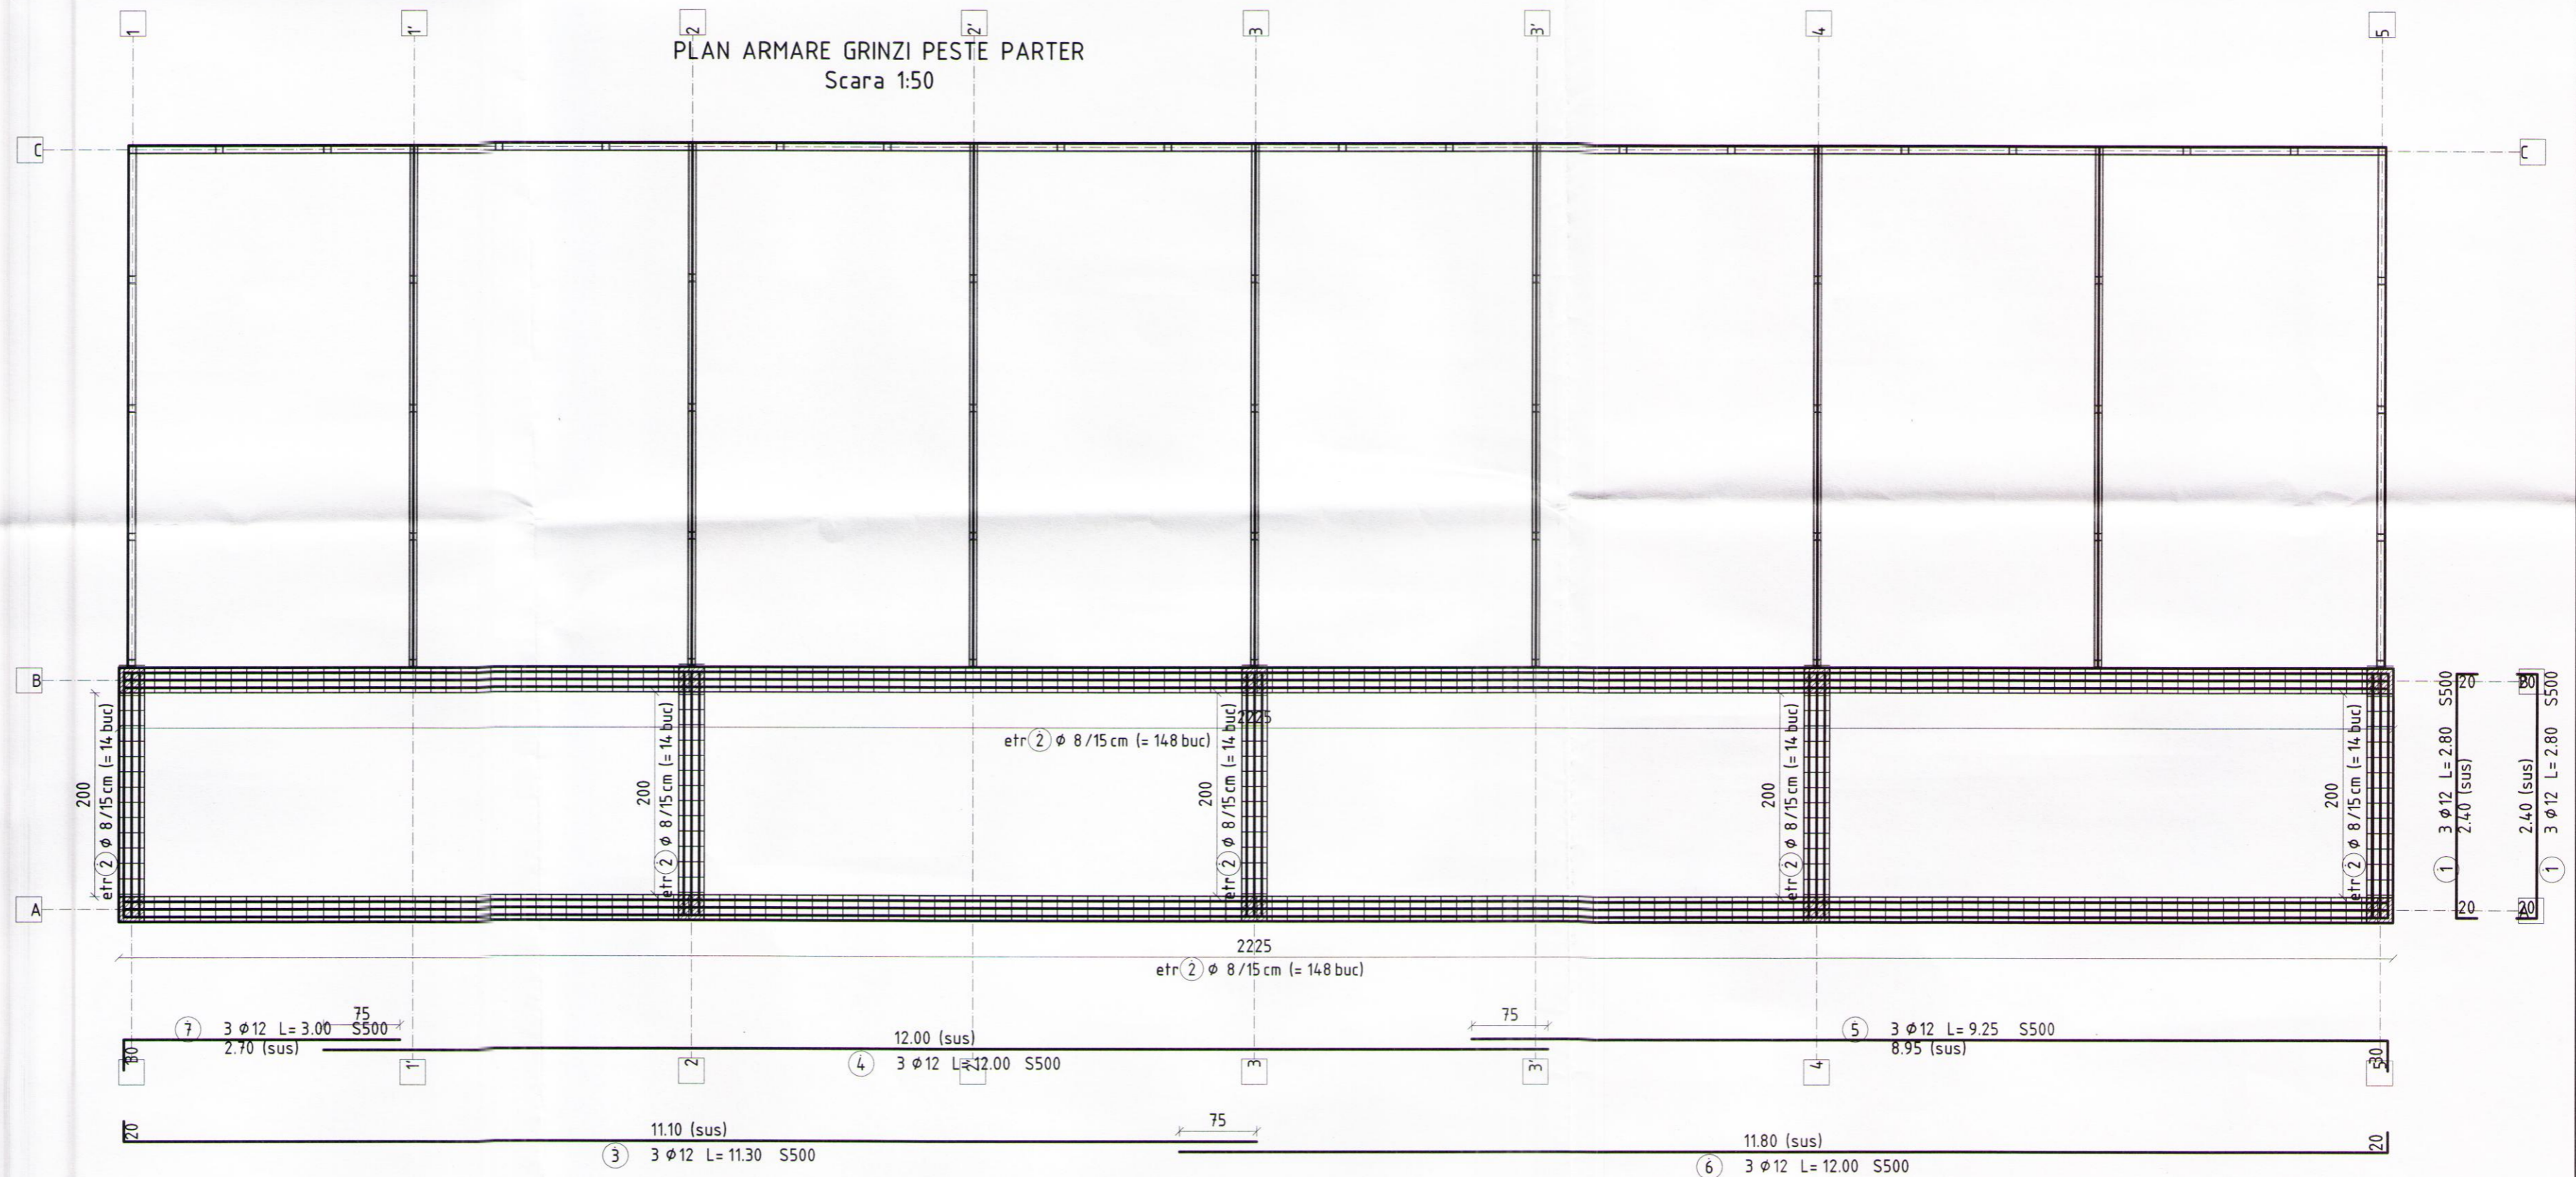 1 1' 2 2' 3 3' 4 5
PLAN ARMARE GRINZI PESTE PARTER
Scara 1:50
C C
B
A
200
etr 2 ϕ 8/15 cm (= 14 buc)
200
etr 2 ϕ 8/15 cm (= 14 buc)
2225
etr 2 ϕ 8/15 cm (= 148 buc)
200
etr 2 ϕ 8/15 cm (= 14 buc)
200
etr 2 ϕ 8/15 cm (= 14 buc)
200
etr 2 ϕ 8/15 cm (= 14 buc)
1 3 ϕ12 L= 2.80 S500
2.40 (sus)
20
20
2.40 (sus)
20
1 3 ϕ12 L= 2.80 S500
2225
etr 2 ϕ 8/15 cm (= 148 buc)
75
7 3 ϕ12 L= 3.00 S500
2.70 (sus)
30
12.00 (sus)
4 3 ϕ12 L= 12.00 S500
75
5 3 ϕ12 L= 9.25 S500
8.95 (sus)
30
1' 2 3 3' 4
20
11.10 (sus)
3 3 ϕ12 L= 11.30 S500
75
11.80 (sus)
6 3 ϕ12 L= 12.00 S500
20